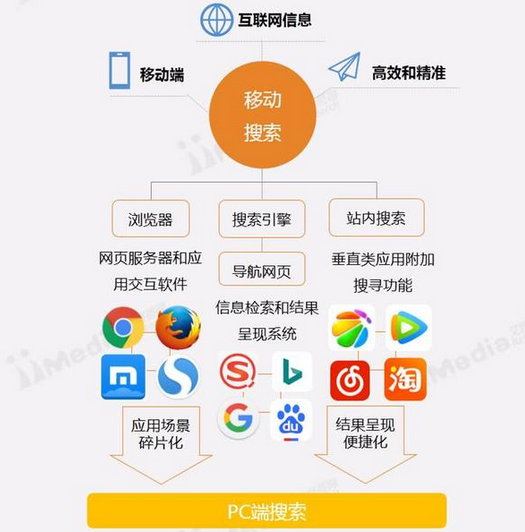 互联网信息
移动端
高效和精准
移动
搜索
浏览器
搜索引擎
站内搜索
网页服务器和应
用交互软件
导航网页
垂直类应用附加
搜寻功能
信息检索和结果
呈现系统
du
应用场景
碎片化
结果呈现
便捷化
淘
PC端搜索
iiMedia